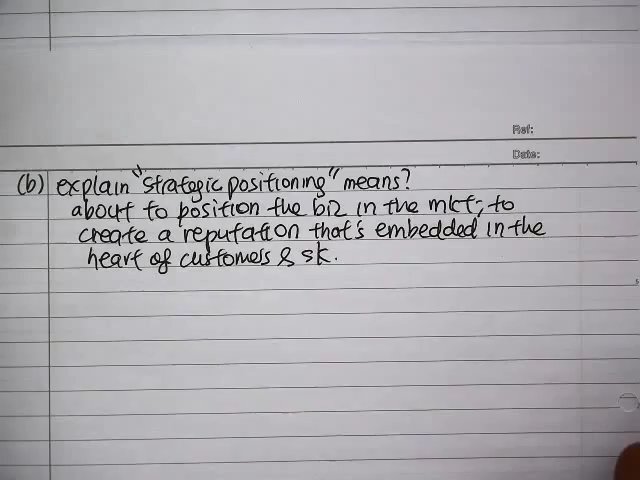 Ref:
Date:
(b) explain "strategic positioning" means?
about to position the biz in the mkt, to
create a reputation that's embedded in the
heart of customers & sk.